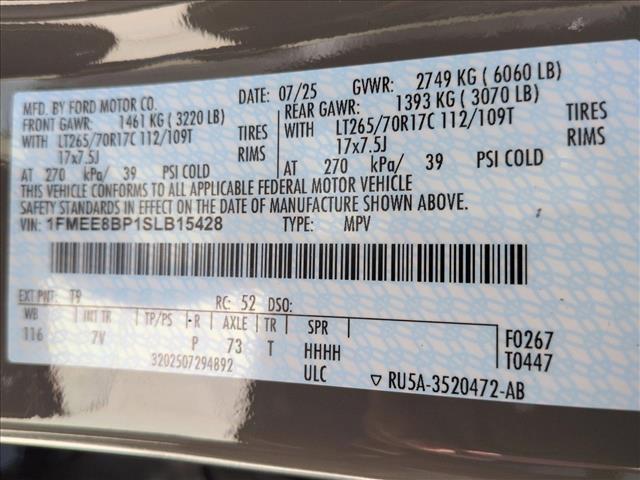 MFD. BY FORD MOTOR CO. DATE: 07/25 GVWR: 2749 KG ( 6060 LB)
FRONT GAWR: 1461 KG ( 3220 LB) REAR GAWR: 1393 KG ( 3070 LB)
WITH LT265/70R17C 112/109T TIRES WITH LT265/70R17C 112/109T TIRES
17x7.5J RIMS 17x7.5J RIMS
AT 270 kPa/ 39 PSI COLD AT 270 kPa/ 39 PSI COLD
THIS VEHICLE CONFORMS TO ALL APPLICABLE FEDERAL MOTOR VEHICLE
SAFETY STANDARDS IN EFFECT ON THE DATE OF MANUFACTURE SHOWN ABOVE.
VIN: 1FMEE8BP1SLB15428 TYPE: MPV
EXT PNT: T9 RC: 52 DSO:
WB INT TR TP/PS R AXLE TR SPR
116 7V P 73 T HHHH
3202507294892 ULC
F0267
T0447
▽ RU5A-3520472-AB